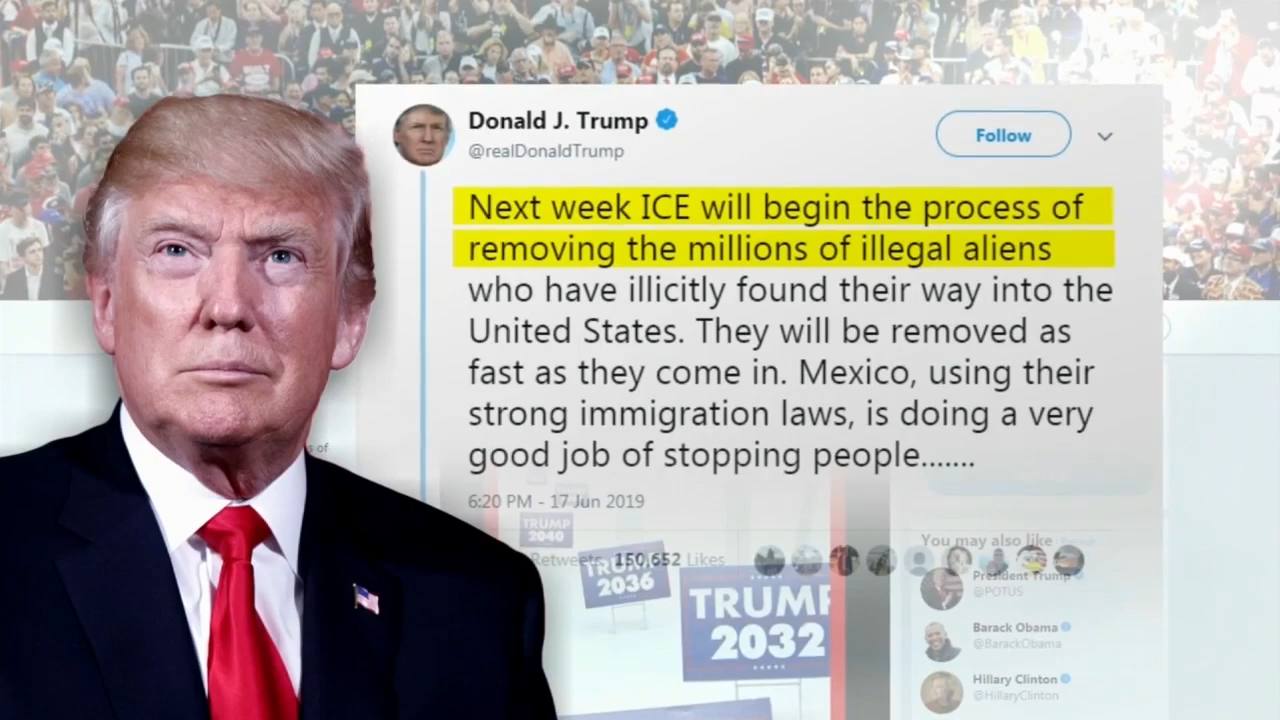 Donald J. Trump
@realDonaldTrump
Follow
Next week ICE will begin the process of
removing the millions of illegal aliens
who have illicitly found their way into the
United States. They will be removed as
fast as they come in. Mexico, using their
strong immigration laws, is doing a very
good job of stopping people.......
6:20 PM - 17 Jun 2019
Retweets 150,652 Likes
TRUMP
2040
TRUMP
2036
TRUMP
2032
You may also like
President Trump
@POTUS
Barack Obama
@BarackObama
Hillary Clinton
@HillaryClinton